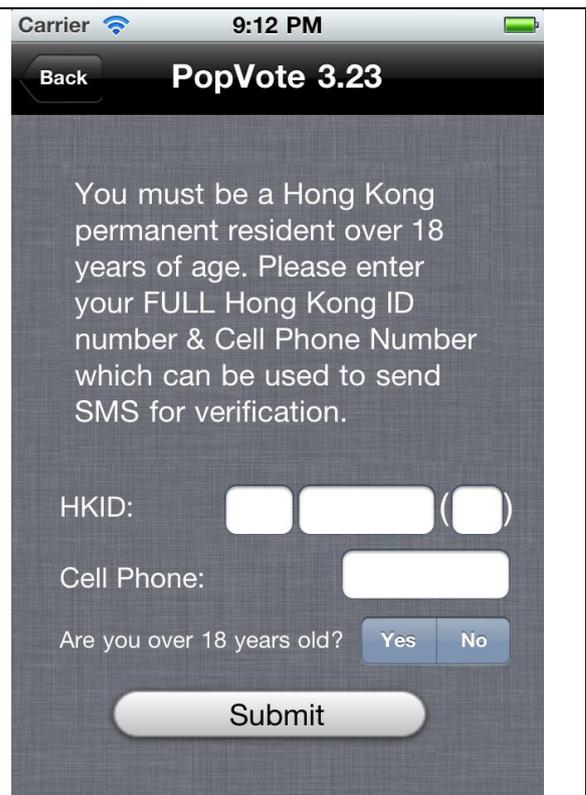 Carrier 9:12 PM
Back PopVote 3.23
You must be a Hong Kong
permanent resident over 18
years of age. Please enter
your FULL Hong Kong ID
number & Cell Phone Number
which can be used to send
SMS for verification.
HKID: ( )
Cell Phone:
Are you over 18 years old? Yes No
Submit